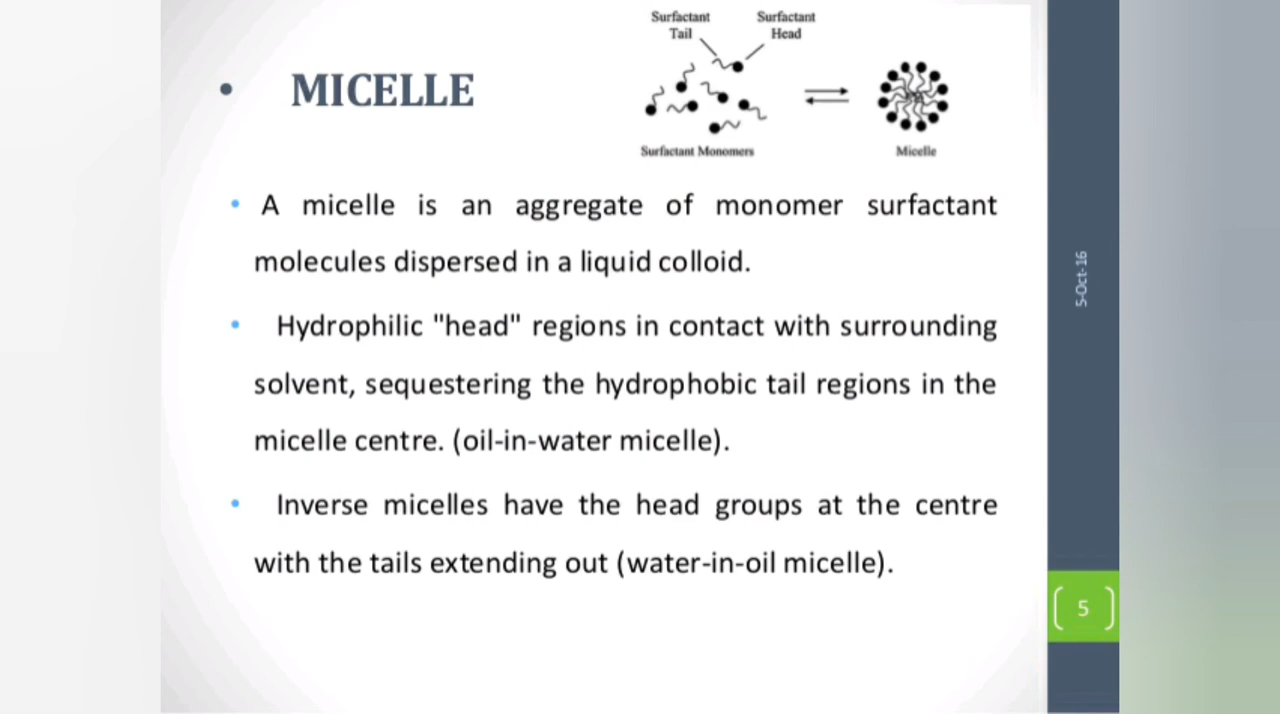 Surfactant Tail
Surfactant Head
• MICELLE
Surfactant Monomers
Micelle
• A micelle is an aggregate of monomer surfactant
molecules dispersed in a liquid colloid.
• Hydrophilic "head" regions in contact with surrounding
solvent, sequestering the hydrophobic tail regions in the
micelle centre. (oil-in-water micelle).
• Inverse micelles have the head groups at the centre
with the tails extending out (water-in-oil micelle).
5-Oct-16
5